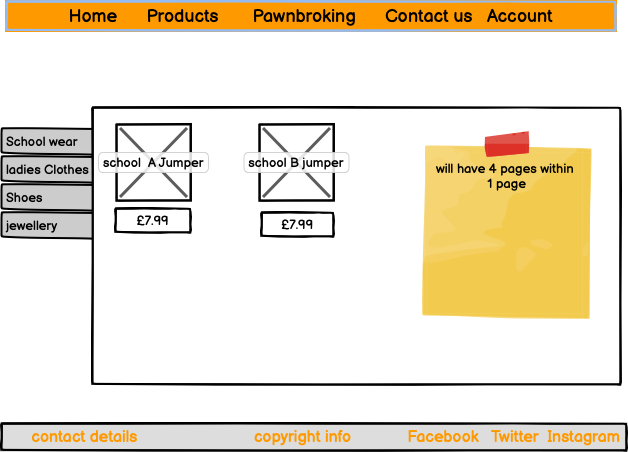 Home Products Pawnbroking Contact us Account
School wear
ladies Clothes
Shoes
jewellery
school A Jumper
£7.99
school B jumper
£7.99
will have 4 pages within
1 page
contact details copyright info Facebook Twitter Instagram